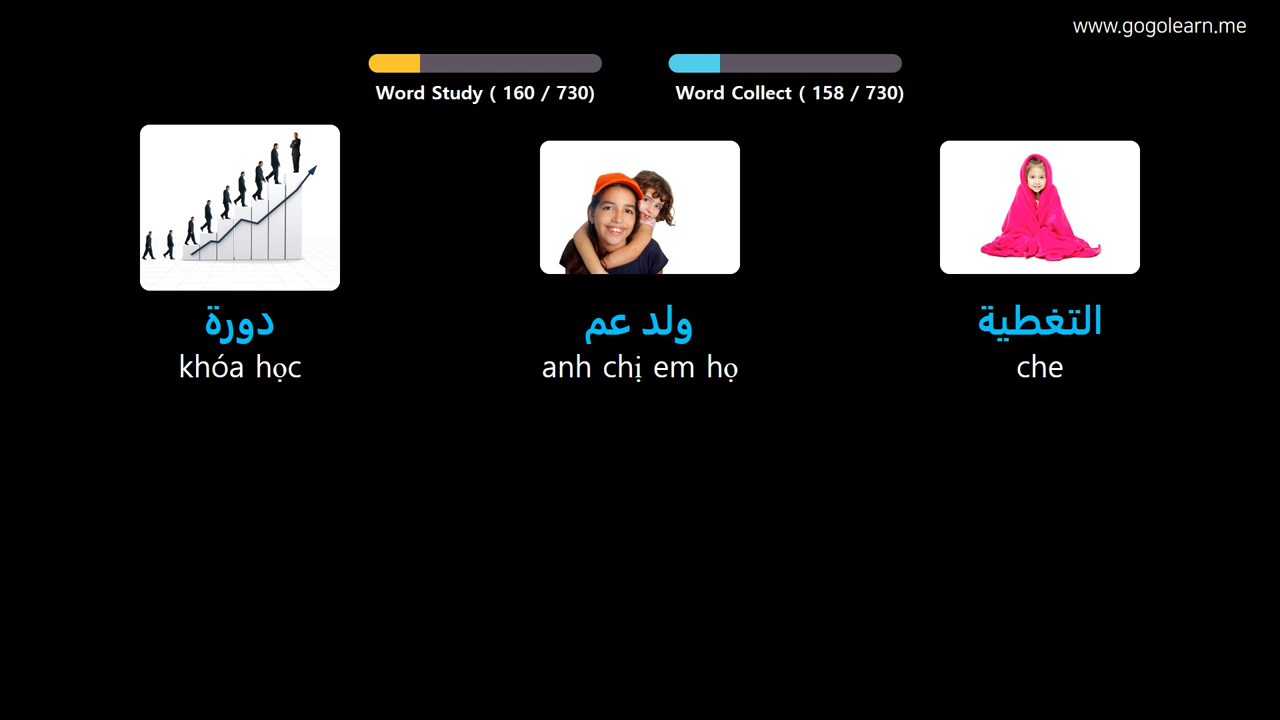 www.gogolearn.me
Word Study ( 160 / 730)
Word Collect ( 158 / 730)
دورة
khóa học
ولد عم
anh chị em họ
التغطية
che